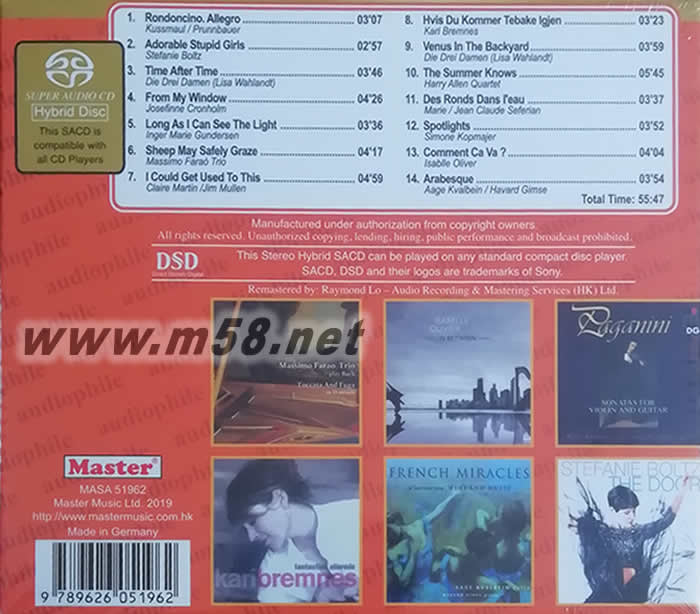 SUPER AUDIO CD
Hybrid Disc
This SACD is
compatible with
all CD Players
1. Rondoncino. Allegro 03'07
Kussmaul / Prunnbauer
2. Adorable Stupid Girls 02'57
Stefanie Boltz
3. Time After Time 03'46
Die Drei Damen (Lisa Wahlandt)
4. From My Window 04'26
Josefinne Cronholm
5. Long As I Can See The Light 03'36
Inger Marie Gundersen
6. Sheep May Safely Graze 04'17
Massimo Faraò Trio
7. I Could Get Used To This 04'59
Claire Martin /Jim Mullen
8. Hvis Du Kommer Tebake Igjen 03'23
Kari Bremnes
9. Venus In The Backyard 03'59
Die Drei Damen (Lisa Wahlandt)
10. The Summer Knows 05'45
Harry Allen Quartet
11. Des Ronds Dans l'eau 03'37
Marie / Jean Claude Seferian
12. Spotlights 03'52
Simone Kopmajer
13. Comment Ca Va ? 04'04
Isablle Oliver
14. Arabesque 03'54
Aage Kvalbein / Havard Gimse
Total Time: 55:47
Manufactured under authorization from copyright owners.
All rights reserved. Unauthorized copying, lending, hiring, public performance and broadcast prohibited.
DSD
Direct Stream Digital
This Stereo Hybrid SACD can be played on any standard compact disc player.
SACD, DSD and their logos are trademarks of Sony.
Remastered by: Raymond Lo – Audio Recording & Mastering Services (HK) Ltd.
www.m58.net
Massimo Faraò Trio
play Bach
Toccata And Fuga
in D minor
Paganini
SONATAS FOR
VIOLIN AND GUITAR
Master
MASA 51962
Master Music Ltd. 2019
http://www.mastermusic.com.hk
Made in Germany
9 789626 051962
kari bremnes
FRENCH MIRACLES
STEFANIE BOLTZ
THE DOOR
audiophile